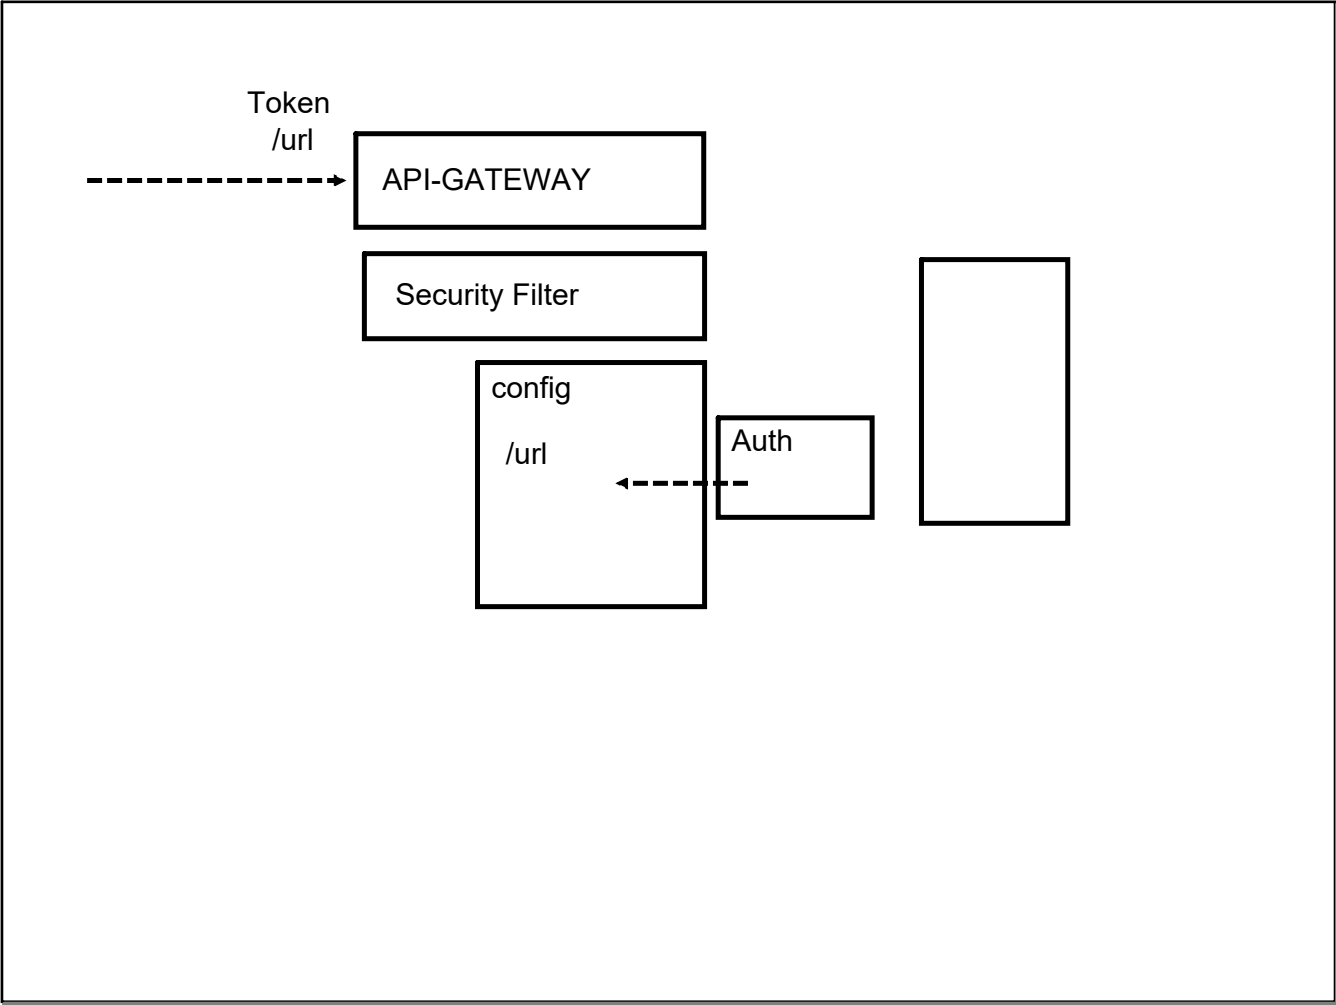 Token
/url
API-GATEWAY
Security Filter
config
/url
Auth